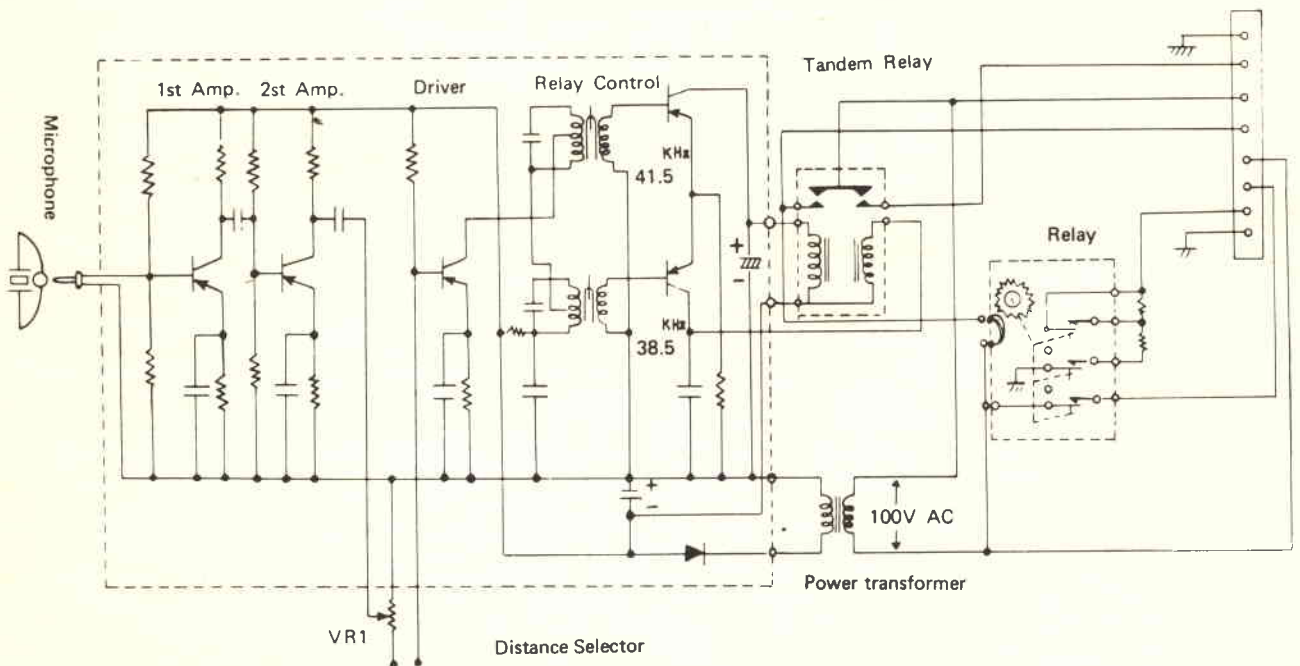 Tandem Relay
1st Amp.
2st Amp.
Driver
Relay Control
Microphone
KHz
41.5
+
-
Relay
KHz
38.5
+
-
100V AC
Power transformer
VR1
Distance Selector